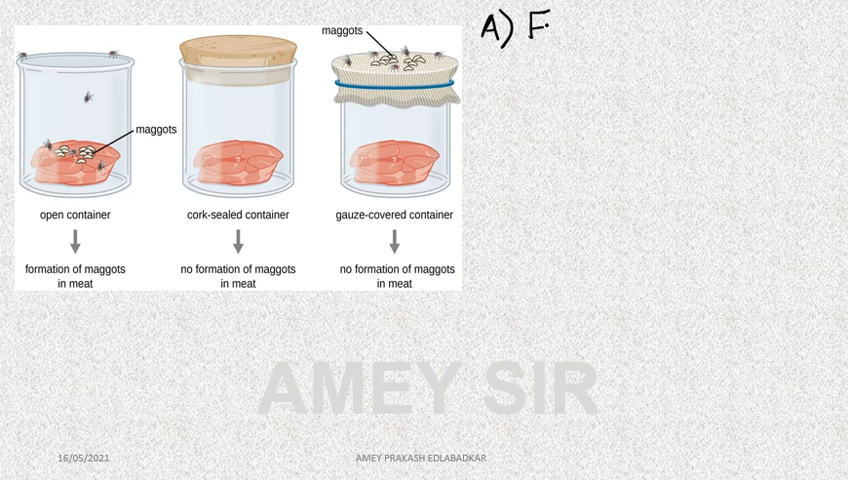 maggots
A) F
maggots
open container
cork-sealed container
gauze-covered container
formation of maggots
in meat
no formation of maggots
in meat
no formation of maggots
in meat
AMEY SIR
16/05/2021
AMEY PRAKASH EDLABADKAR